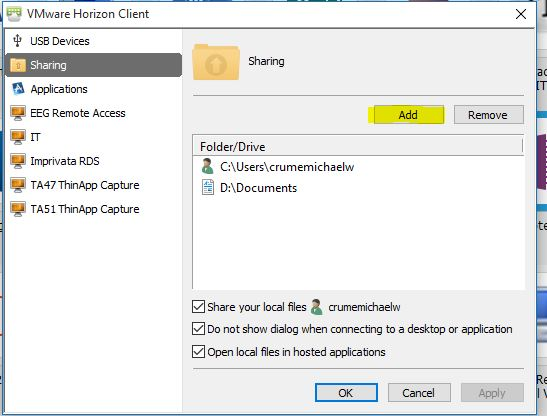 VMware Horizon Client
USB Devices
Sharing
Applications
EEG Remote Access
IT
Imprivata RDS
TA47 ThinApp Capture
TA51 ThinApp Capture
Sharing
Add
Remove
Folder/Drive
C:\Users\crumemichaelw
D:\Documents
Share your local files crumemichaelw
Do not show dialog when connecting to a desktop or application
Open local files in hosted applications
OK
Cancel
Apply